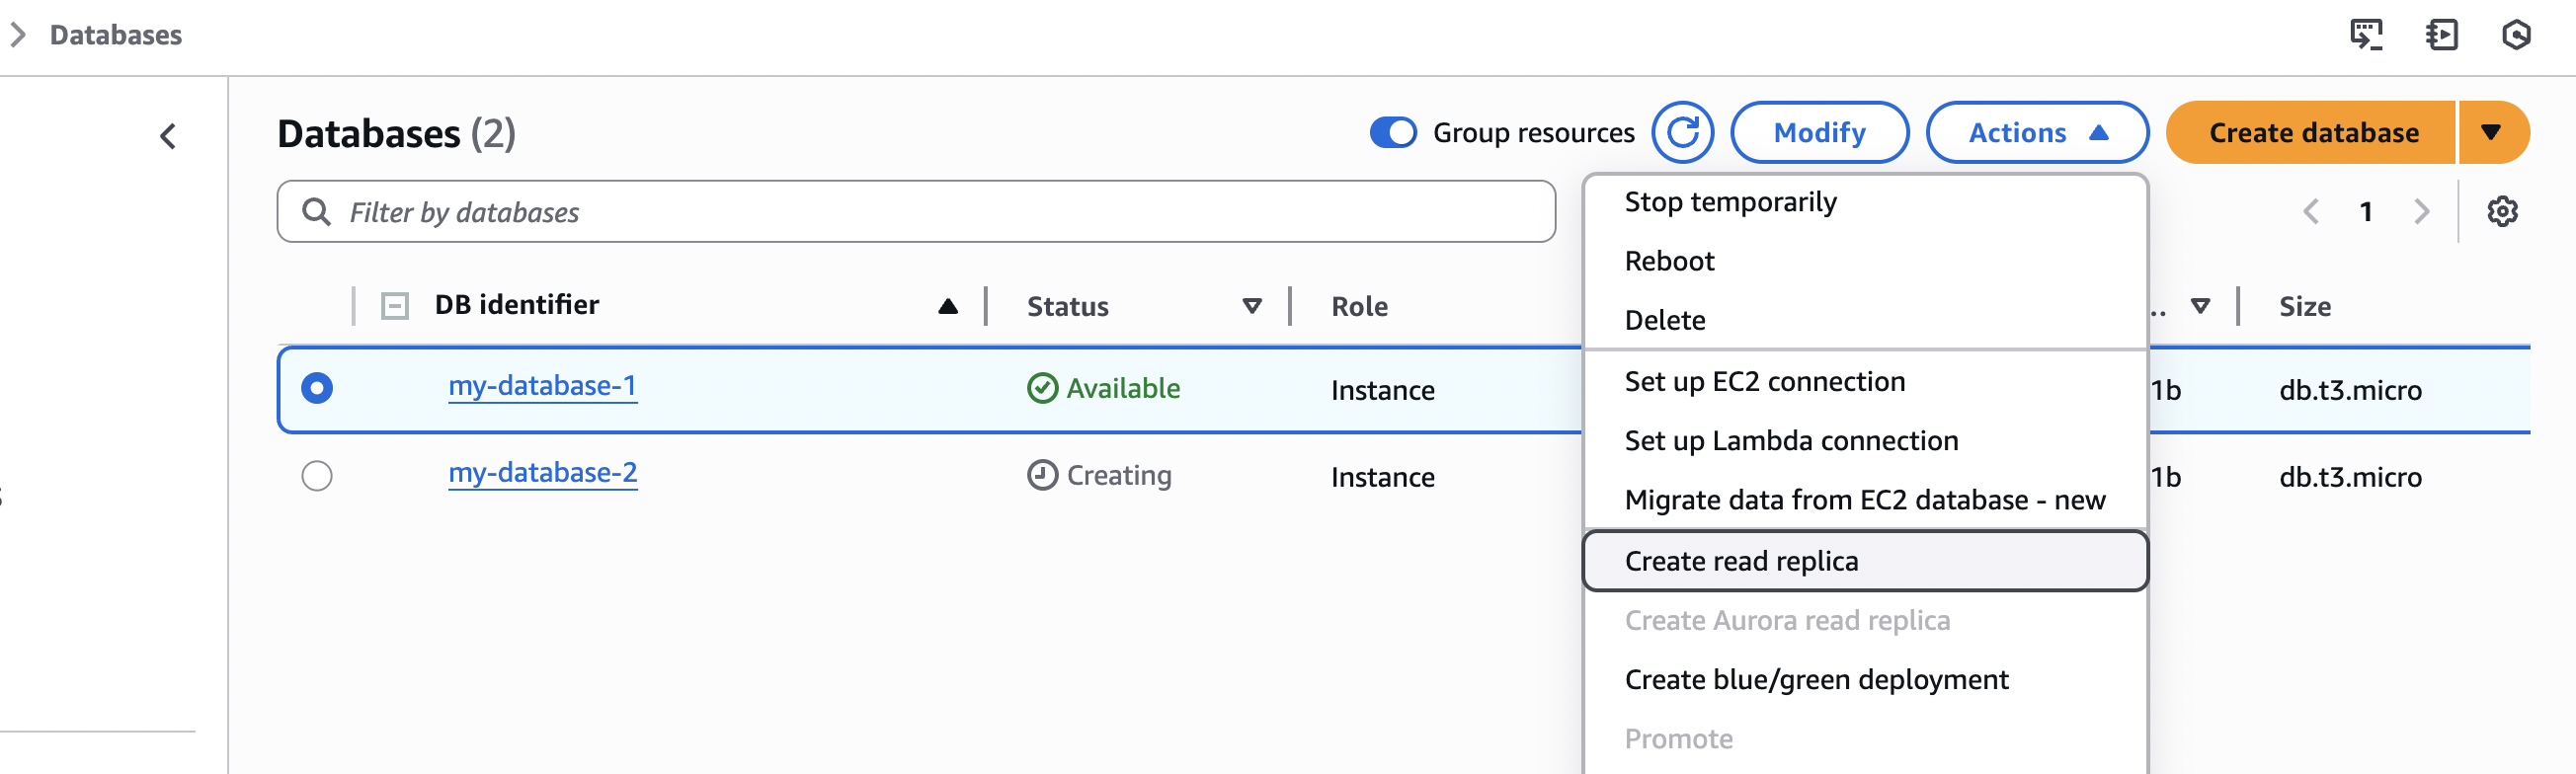 Databases
Databases (2)
Group resources
Modify
Actions
Create database
Filter by databases
1
DB identifier
Status
Role
..
Size
my-database-1
Available
Instance
1b
db.t3.micro
my-database-2
Creating
Instance
1b
db.t3.micro
Stop temporarily
Reboot
Delete
Set up EC2 connection
Set up Lambda connection
Migrate data from EC2 database - new
Create read replica
Create Aurora read replica
Create blue/green deployment
Promote